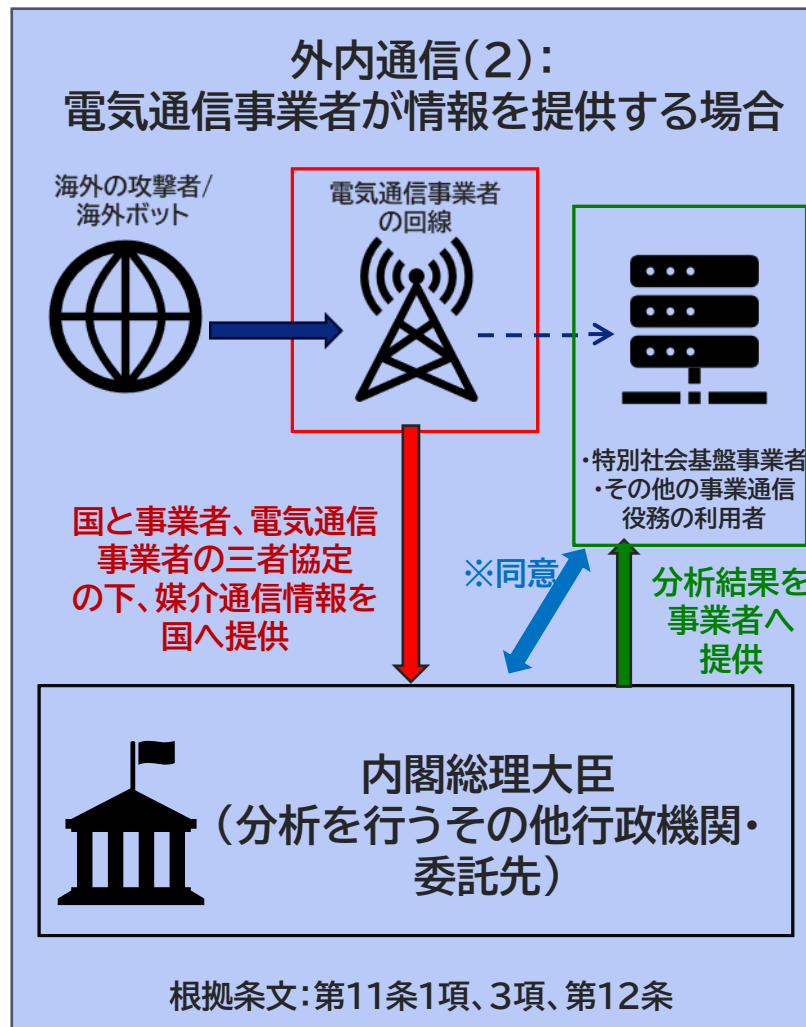 外内通信(2)：
電気通信事業者が情報を提供する場合
海外の攻撃者/
海外ボット
電気通信事業者
の回線
・特別社会基盤事業者
・その他の事業通信
役務の利用者
国と事業者、電気通信
事業者の三者協定
の下、媒介通信情報を
国へ提供
※同意
分析結果を
事業者へ
提供
内閣総理大臣
(分析を行うその他行政機関・
委託先)
根拠条文：第11条1項、3項、第12条